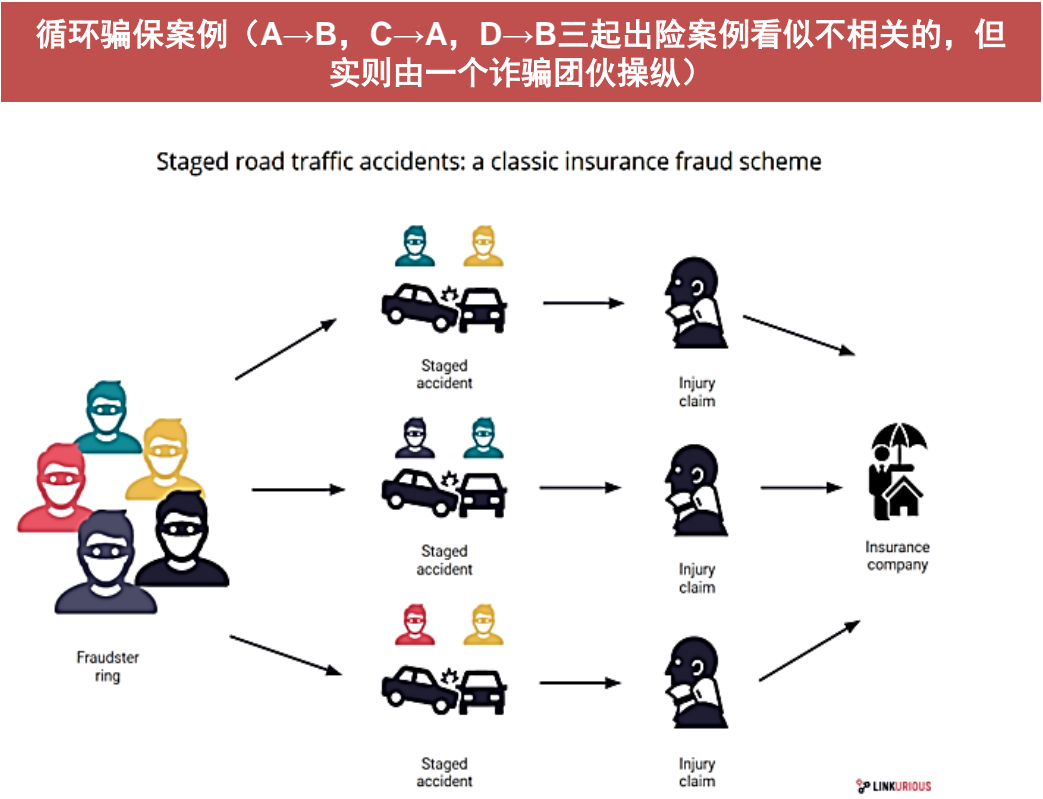 循环骗保案例（A→B，C→A，D→B三起出险案例看似不相关的，但
实则由一个诈骗团伙操纵）
Staged road traffic accidents: a classic insurance fraud scheme
Staged
accident
Injury
claim
Staged
accident
Injury
claim
Insurance
company
Fraudster
ring
Staged
accident
Injury
claim
LINKURIOUS